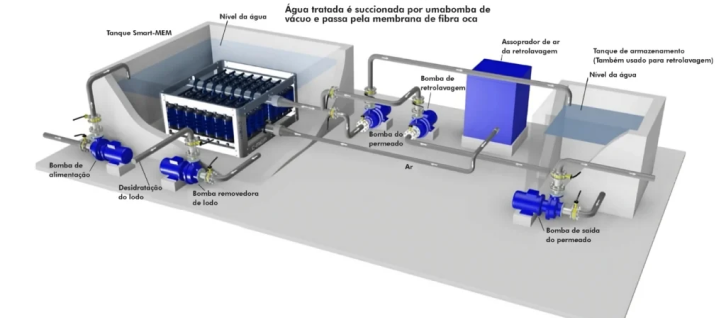 Água tratada é succionada por umabomba de
vácuo e passa pela membrana de fibra oca
Nível da água
Tanque Smart-MEM
Assoprador de ar
da retrolavagem
Tanque de armazenamento
(Também usado para retrolavagem)
Nível da água
Bomba de
retrolavagem
Bomba do
permeado
Ar
Bomba de
alimentação
Desidratação
do lodo
Bomba removedora
de lodo
Bomba de saída
do permeado